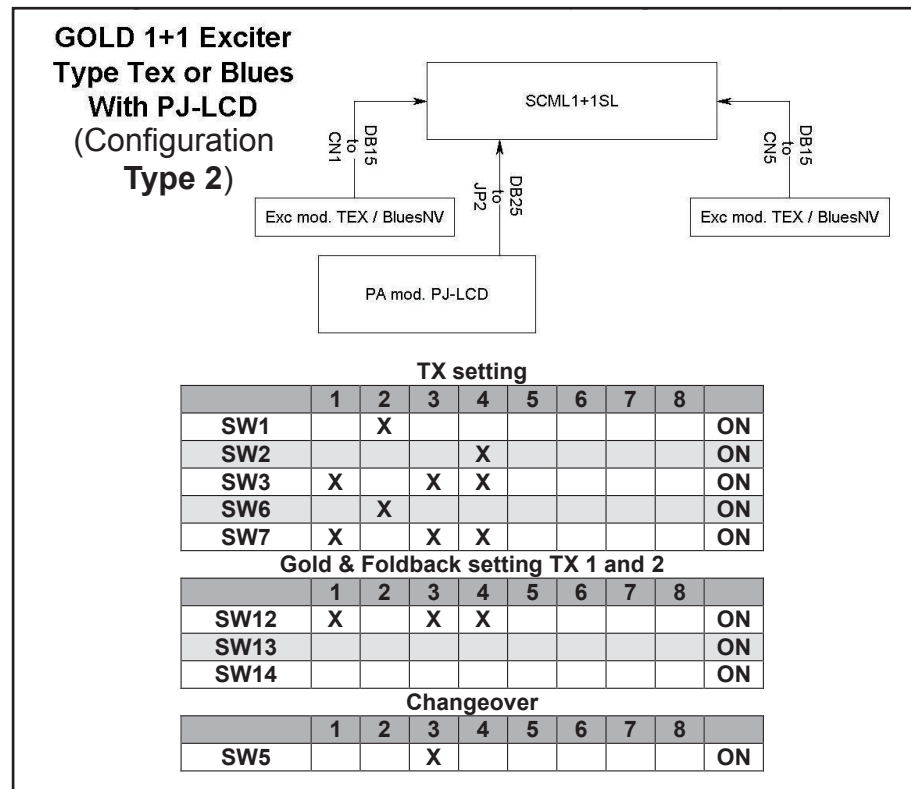 GOLD 1+1 Exciter
Type Tex or Blues
With PJ-LCD
(Configuration
Type 2)
SCML1+1SL
DB15
to
CN1
DB25
to
JP2
DB15
to
CN5
Exc mod. TEX / BluesNV
Exc mod. TEX / BluesNV
PA mod. PJ-LCD
TX setting
1 2 3 4 5 6 7 8
SW1 X ON
SW2 X ON
SW3 X X X ON
SW6 X ON
SW7 X X X ON
Gold & Foldback setting TX 1 and 2
1 2 3 4 5 6 7 8
SW12 X X X ON
SW13 ON
SW14 ON
Changeover
1 2 3 4 5 6 7 8
SW5 X ON